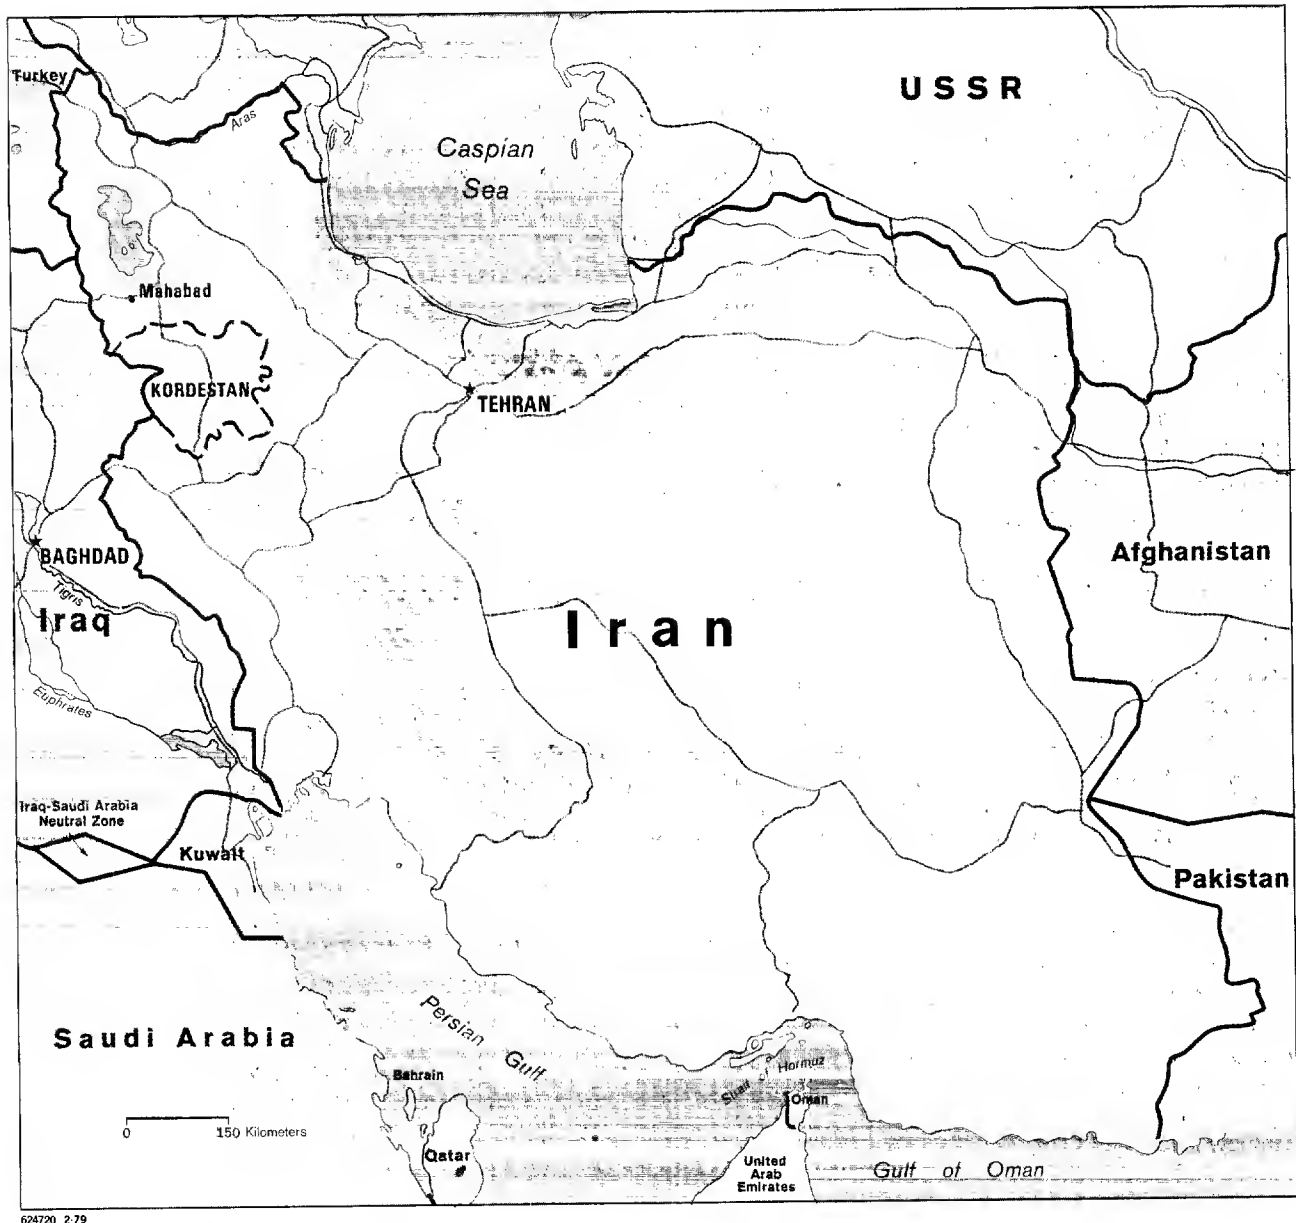 USSR
Turkey
Aras
Caspian
Sea
Mahabad
KORDESTAN
TEHRAN
BAGHDAD
Tigris
Iraq
Iran
Afghanistan
Euphrates
Iraq-Saudi Arabia
Neutral Zone
Kuwait
Pakistan
Saudi Arabia
Persian Gulf
Strait of Hormuz
Bahrain
Oman
0 150 Kilometers
Qatar
United
Arab
Emirates
Gulf of Oman
624720 2-79